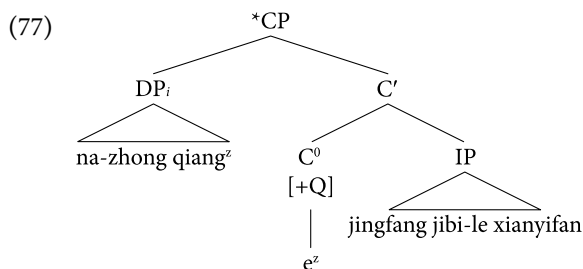 (77) *CP
DPi C′
na-zhong qiangᶻ C⁰ IP
[+Q] jingfang jibi-le xianyifan
eᶻ